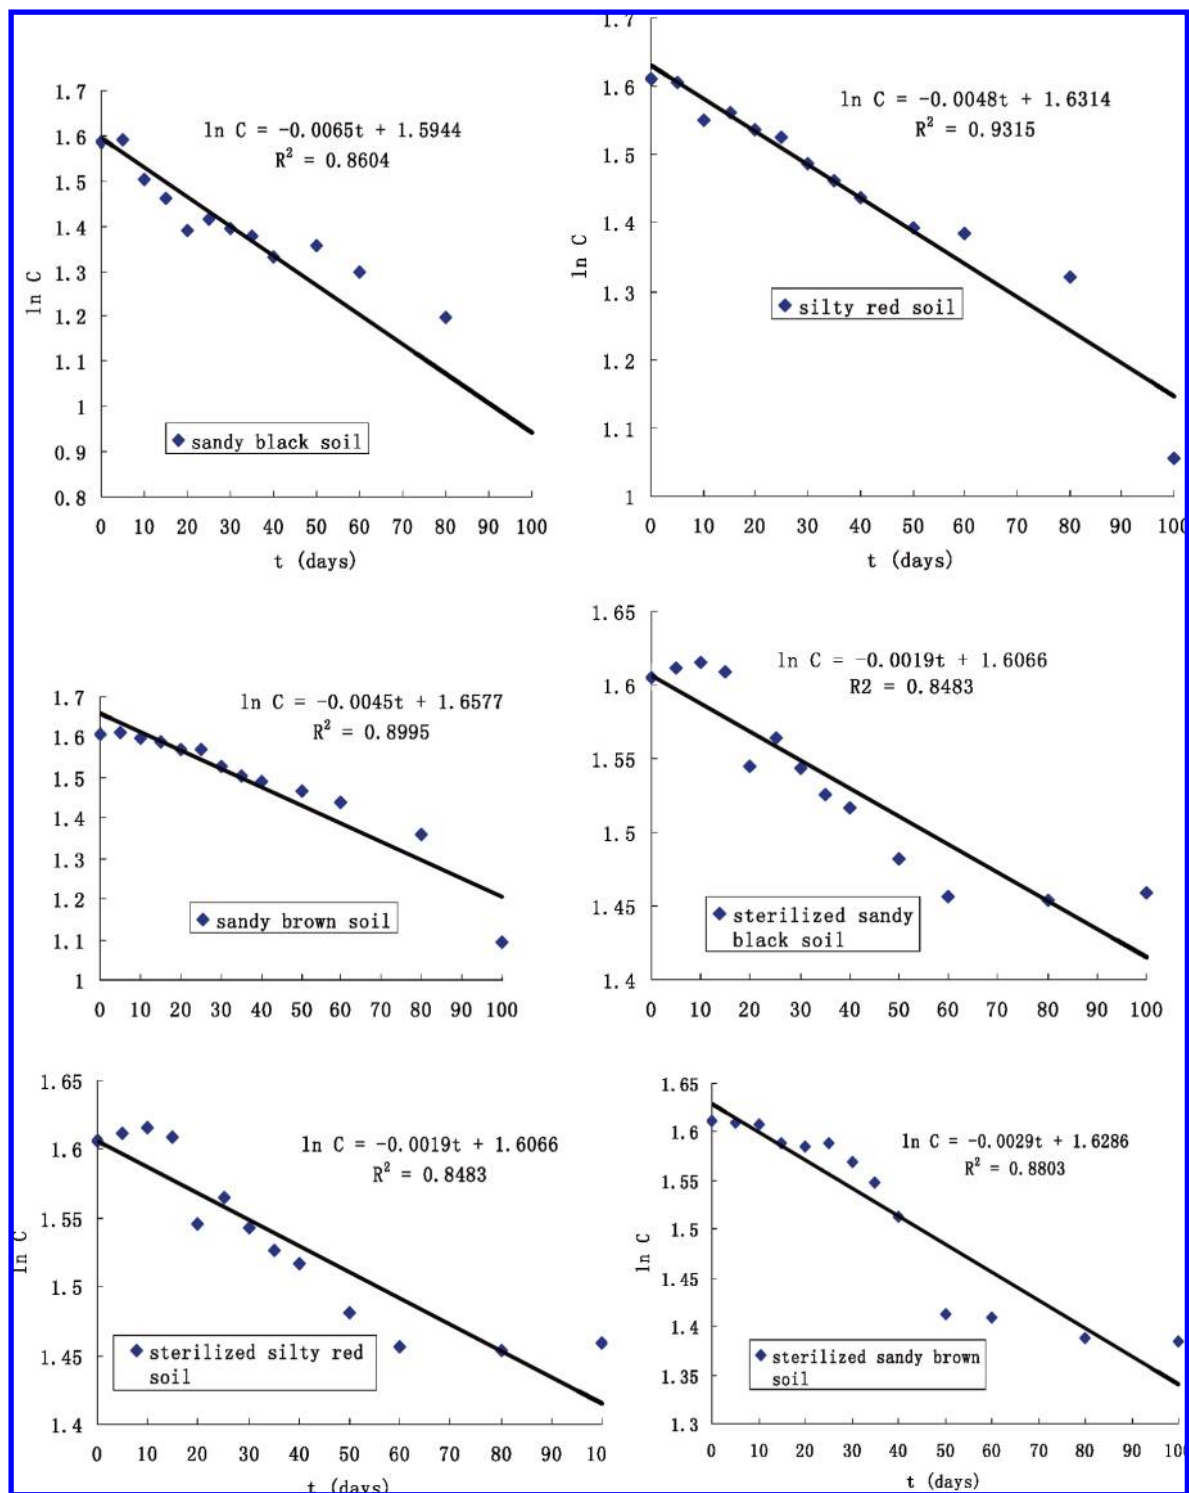 1.7
1.6
1.5
1.4
1.3
1.2
1.1
1
0.9
0.8
ln C
ln C = -0.0065t + 1.5944
R² = 0.8604
sandy black soil
0 10 20 30 40 50 60 70 80 90 100
t (days)
1.7
1.6
1.5
1.4
1.3
1.2
1.1
1
ln C
ln C = -0.0048t + 1.6314
R² = 0.9315
silty red soil
0 10 20 30 40 50 60 70 80 90 100
t (days)
1.7
1.6
1.5
1.4
1.3
1.2
1.1
1
ln C = -0.0045t + 1.6577
R² = 0.8995
sandy brown soil
0 10 20 30 40 50 60 70 80 90 100
1.65
1.6
1.55
1.5
1.45
1.4
ln C = -0.0019t + 1.6066
R2 = 0.8483
sterilized sandy
black soil
0 10 20 30 40 50 60 70 80 90 100
1.65
1.6
1.55
1.5
1.45
1.4
ln C
ln C = -0.0019t + 1.6066
R² = 0.8483
sterilized silty red
soil
0 10 20 30 40 50 60 70 80 90 10
t (days)
1.65
1.6
1.55
1.5
1.45
1.4
1.35
1.3
ln C
ln C = -0.0029t + 1.6286
R² = 0.8803
sterilized sandy brown
soil
0 10 20 30 40 50 60 70 80 90 100
t (days)